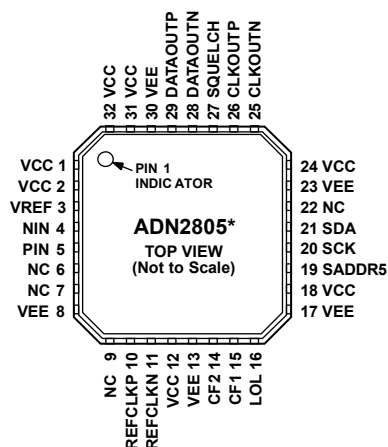 32 VCC
31 VCC
30 VEE
29 DATAOUTP
28 DATAOUTN
27 SQUELCH
26 CLKOUTP
25 CLKOUTN
VCC 1
VCC 2
VREF 3
NIN 4
PIN 5
NC 6
NC 7
VEE 8
PIN 1
INDIC ATOR
ADN2805*
TOP VIEW
(Not to Scale)
24 VCC
23 VEE
22 NC
21 SDA
20 SCK
19 SADDR5
18 VCC
17 VEE
NC 9
REFCLKP 10
REFCLKN 11
VCC 12
VEE 13
CF2 14
CF1 15
LOL 16